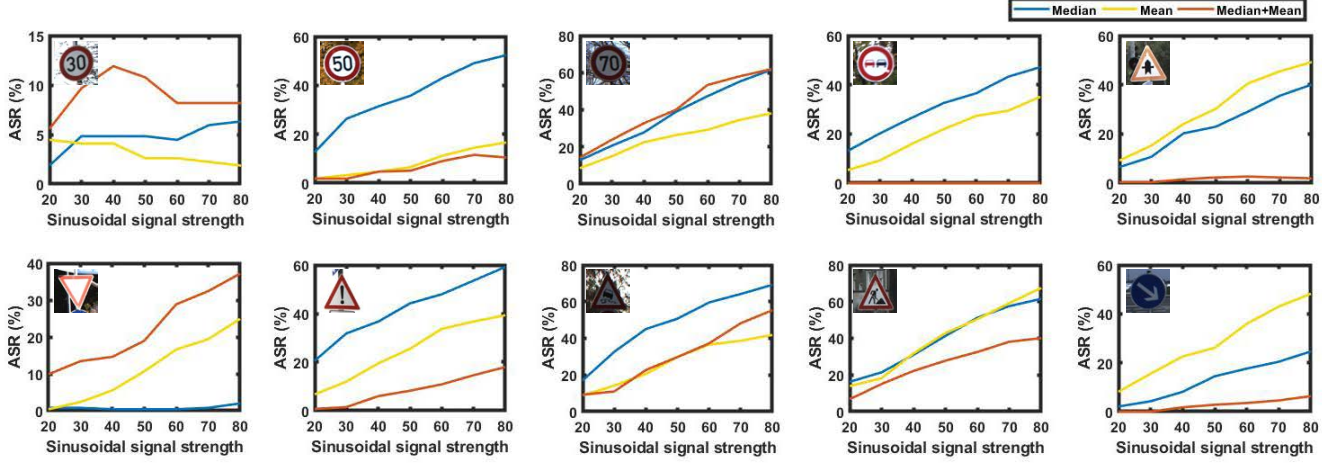 Median Mean Median+Mean
15 60 80 60 60
10 40 60 40 40
5 20 40 20 20
0 0 20 0 0
0
30 50 70
ASR (%) ASR (%) ASR (%) ASR (%) ASR (%)
20 30 40 50 60 70 80 20 30 40 50 60 70 80 20 30 40 50 60 70 80 20 30 40 50 60 70 80 20 30 40 50 60 70 80
Sinusoidal signal strength Sinusoidal signal strength Sinusoidal signal strength Sinusoidal signal strength Sinusoidal signal strength
40 60 80 80 60
30 40 60 60 40
20 20 40 40 20
10 0 20 20 0
0 0 0
!
ASR (%) ASR (%) ASR (%) ASR (%) ASR (%)
20 30 40 50 60 70 80 20 30 40 50 60 70 80 20 30 40 50 60 70 80 20 30 40 50 60 70 80 20 30 40 50 60 70 80
Sinusoidal signal strength Sinusoidal signal strength Sinusoidal signal strength Sinusoidal signal strength Sinusoidal signal strength